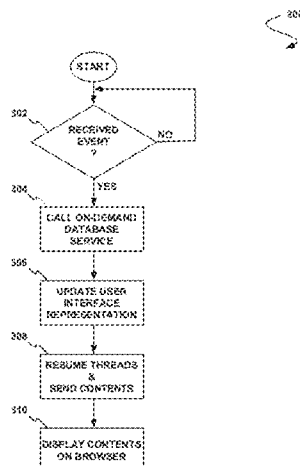 300
START
302
RECEIVED
EVENT
?
NO
YES
304
CALL ON-DEMAND
DATABASE
SERVICE
306
UPDATE USER
INTERFACE
REPRESENTATION
308
RESUME THREADS
&
SEND CONTENTS
310
DISPLAY CONTENTS
ON BROWSER